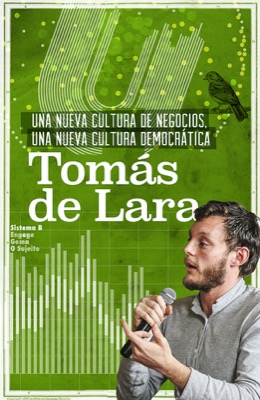 UNA NUEVA CULTURA DE NEGOCIOS,
UNA NUEVA CULTURA DEMOCRÁTICA
Tomás
de Lara
Sistema B
Engage
Goma
O Sujeito